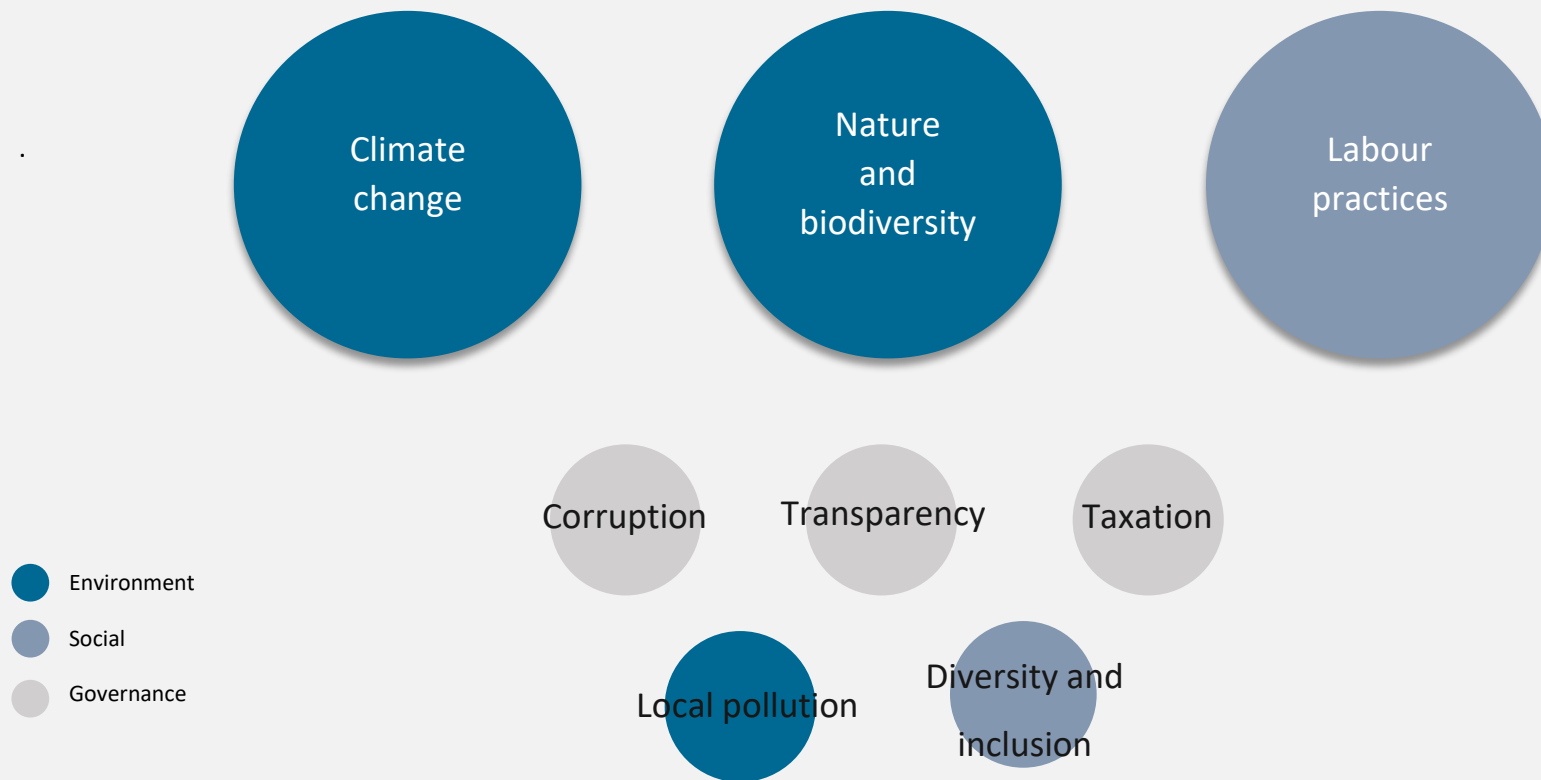 Climate
change
Nature
and
biodiversity
Labour
practices
.
Corruption
Transparency
Taxation
Environment
Social
Governance
Local pollution
Diversity and
inclusion